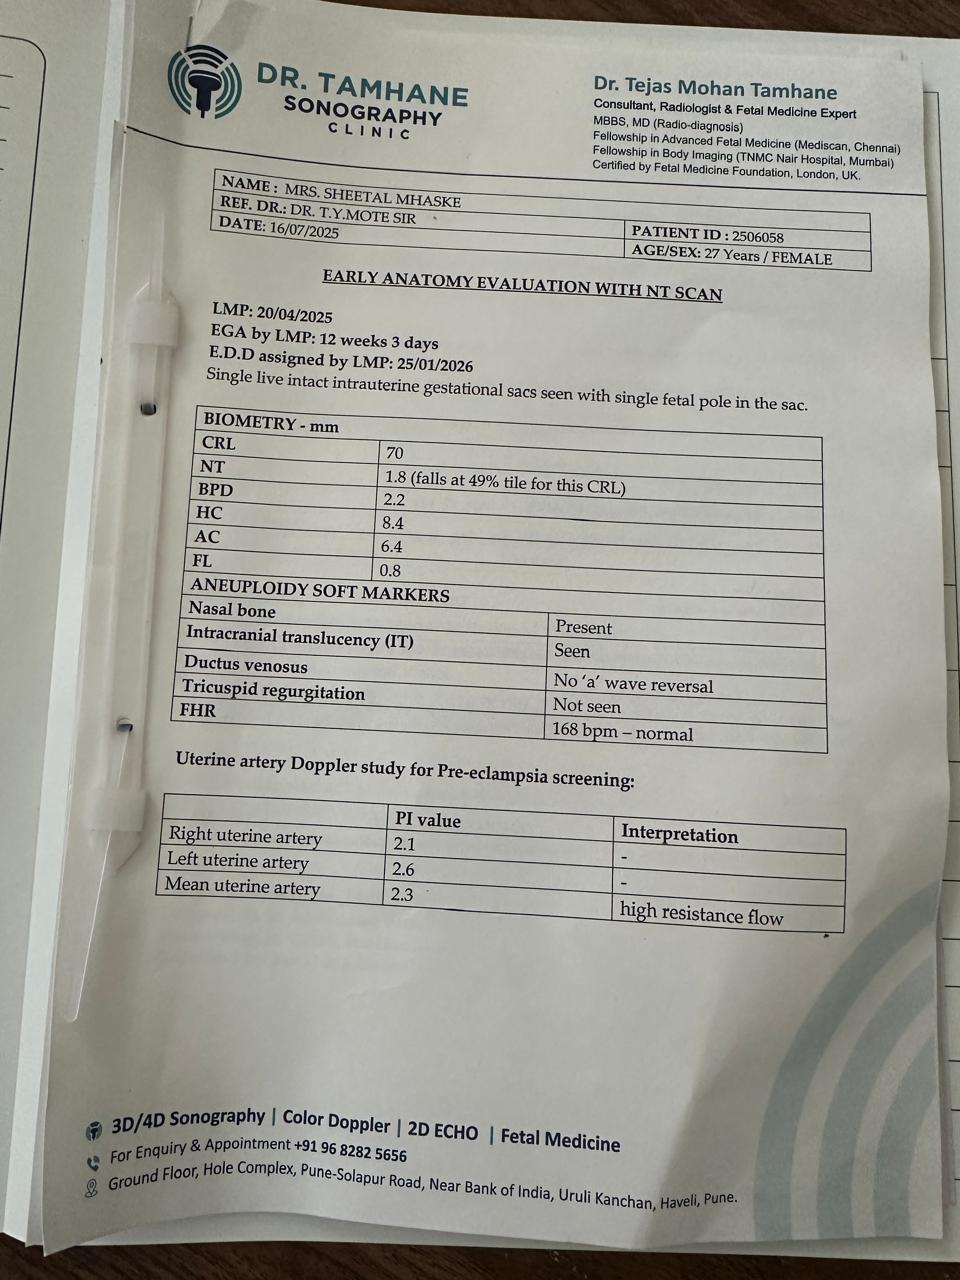 DR. TAMHANE
SONOGRAPHY
CLINIC
Dr. Tejas Mohan Tamhane
Consultant, Radiologist & Fetal Medicine Expert
MBBS, MD (Radio-diagnosis)
Fellowship in Advanced Fetal Medicine (Mediscan, Chennai)
Fellowship in Body Imaging (TNMC Nair Hospital, Mumbai)
Certified by Fetal Medicine Foundation, London, UK.
NAME : MRS. SHEETAL MHASKE
REF. DR.: DR. T.Y.MOTE SIR PATIENT ID : 2506058
DATE: 16/07/2025 AGE/SEX: 27 Years / FEMALE
EARLY ANATOMY EVALUATION WITH NT SCAN
LMP: 20/04/2025
EGA by LMP: 12 weeks 3 days
E.D.D assigned by LMP: 25/01/2026
Single live intact intrauterine gestational sacs seen with single fetal pole in the sac.
BIOMETRY - mm
CRL 70
NT 1.8 (falls at 49% tile for this CRL)
BPD 2.2
HC 8.4
AC 6.4
FL 0.8
ANEUPLOIDY SOFT MARKERS
Nasal bone Present
Intracranial translucency (IT) Seen
Ductus venosus No 'a' wave reversal
Tricuspid regurgitation Not seen
FHR 168 bpm – normal
Uterine artery Doppler study for Pre-eclampsia screening:
PI value Interpretation
Right uterine artery 2.1 -
Left uterine artery 2.6 -
Mean uterine artery 2.3 high resistance flow
3D/4D Sonography | Color Doppler | 2D ECHO | Fetal Medicine
For Enquiry & Appointment +91 96 8282 5656
Ground Floor, Hole Complex, Pune-Solapur Road, Near Bank of India, Uruli Kanchan, Haveli, Pune.